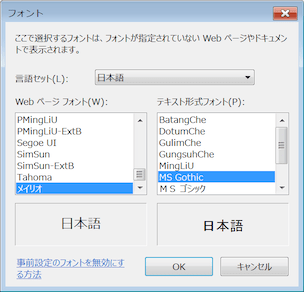 フォント
ここで選択するフォントは、フォントが指定されていない Web ページやドキュメント
で表示されます。
言語セット(L):
日本語
Web ページ フォント(W):
PMingLiU
PMingLiU-ExtB
Segoe UI
SimSun
SimSun-ExtB
Tahoma
メイリオ
日本語
テキスト形式フォント(P):
BatangChe
DotumChe
GulimChe
GungsuhChe
MingLiU
MS Gothic
ＭＳ ゴシック
日本語
事前設定のフォントを無効にす
る方法
OK
キャンセル